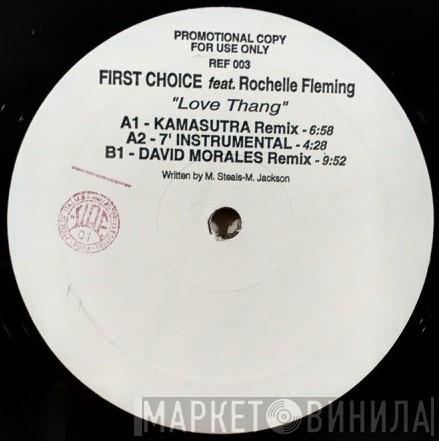 PROMOTIONAL COPY
FOR USE ONLY
REF 003
FIRST CHOICE feat. Rochelle Fleming
"Love Thang"
A1 - KAMASUTRA Remix - 6:58
A2 - 7' INSTRUMENTAL - 4:28
B1 - DAVID MORALES Remix - 9:52
Written by M. Steals-M. Jackson
МАРКЕТ ВИНИЛА